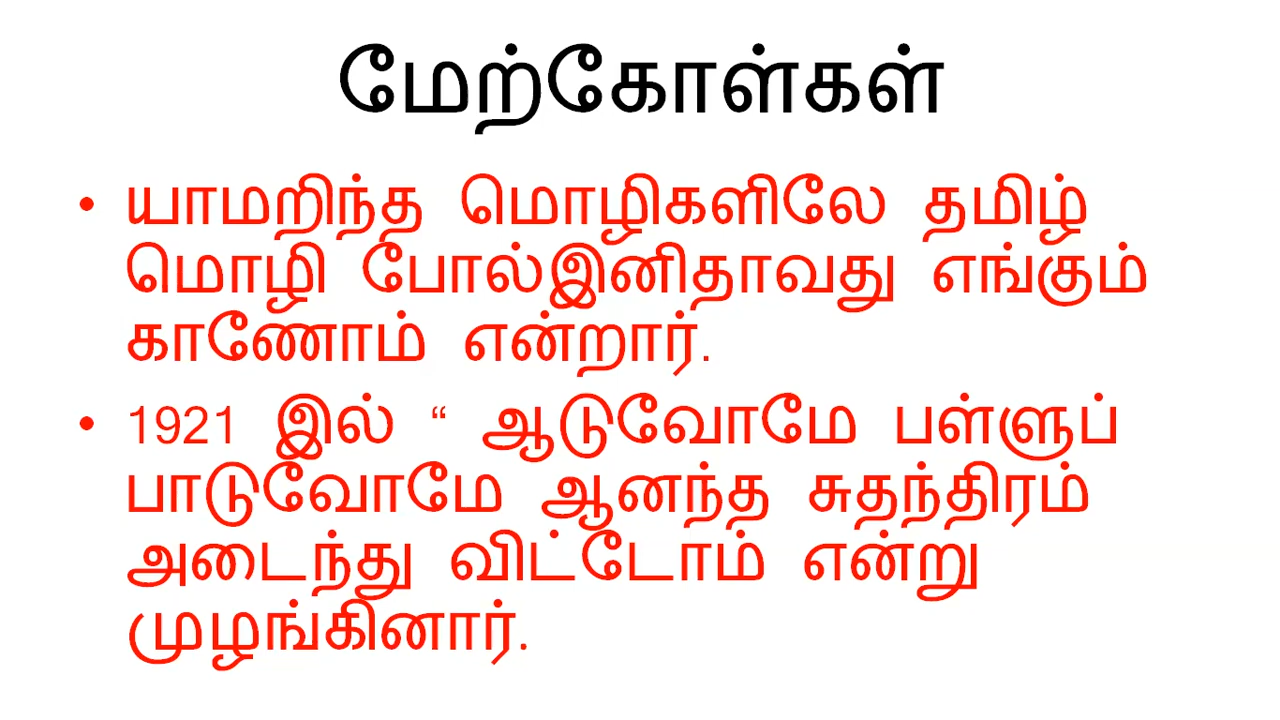 மேற்கோள்கள்
• யாமறிந்த மொழிகளிலே தமிழ்
மொழி போல்இனிதாவது எங்கும்
காணோம் என்றார்.
• 1921 இல் “ ஆடுவோமே பள்ளுப்
பாடுவோமே ஆனந்த சுதந்திரம்
அடைந்து விட்டோம் என்று
முழங்கினார்.